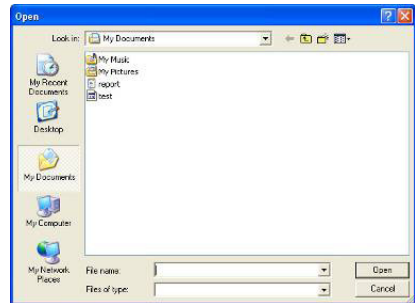 Open
Look in: My Documents
My Recent
Documents
Desktop
My Documents
My Computer
My Network
Places
My Music
My Pictures
report
test
File name: Open
Files of type: Cancel